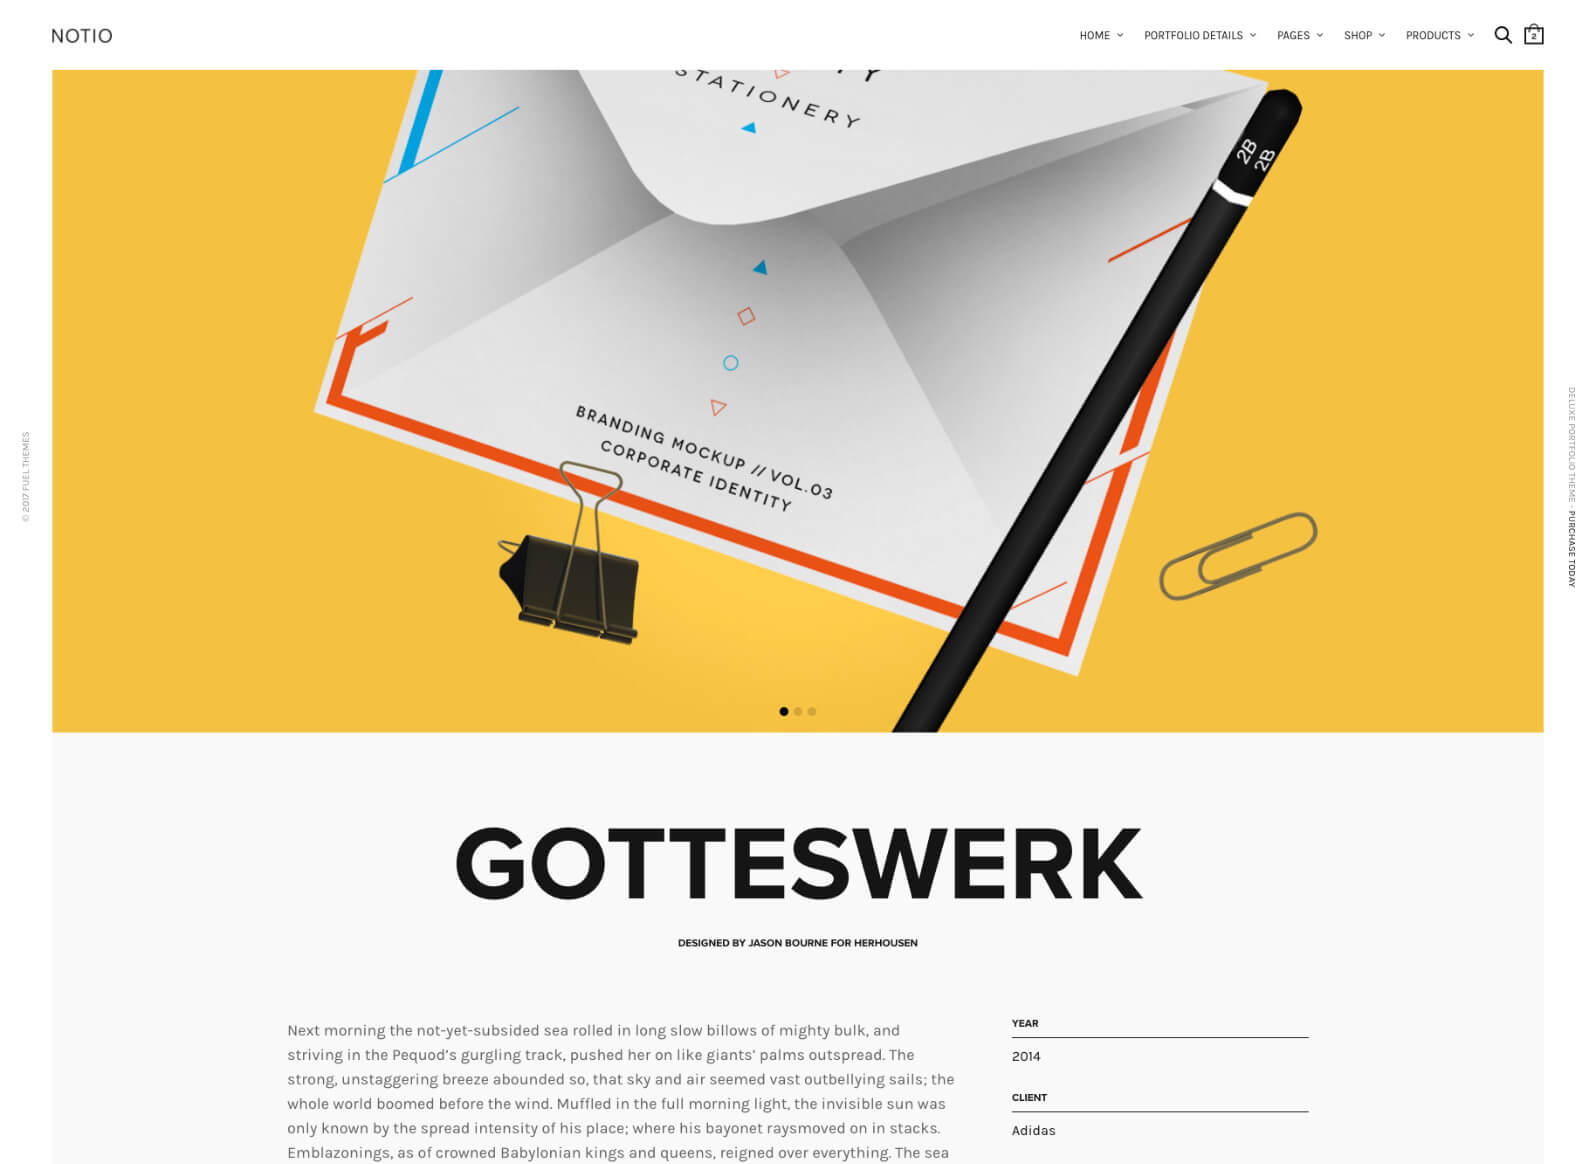 NOTIO
HOME
PORTFOLIO DETAILS
PAGES
SHOP
PRODUCTS
2
STATIONERY
2B
2B
BRANDING MOCKUP // VOL.03
CORPORATE IDENTITY
© 2017 FUEL THEMES
DELUXE PORTFOLIO THEME - PURCHASE TODAY
GOTTESWERK
DESIGNED BY JASON BOURNE FOR HERHOUSEN
Next morning the not-yet-subsided sea rolled in long slow billows of mighty bulk, and
striving in the Pequod’s gurgling track, pushed her on like giants’ palms outspread. The
strong, unstaggering breeze abounded so, that sky and air seemed vast outbellying sails; the
whole world boomed before the wind. Muffled in the full morning light, the invisible sun was
only known by the spread intensity of his place; where his bayonet raysmoved on in stacks.
Emblazonings, as of crowned Babylonian kings and queens, reigned over everything. The sea
YEAR
2014
CLIENT
Adidas